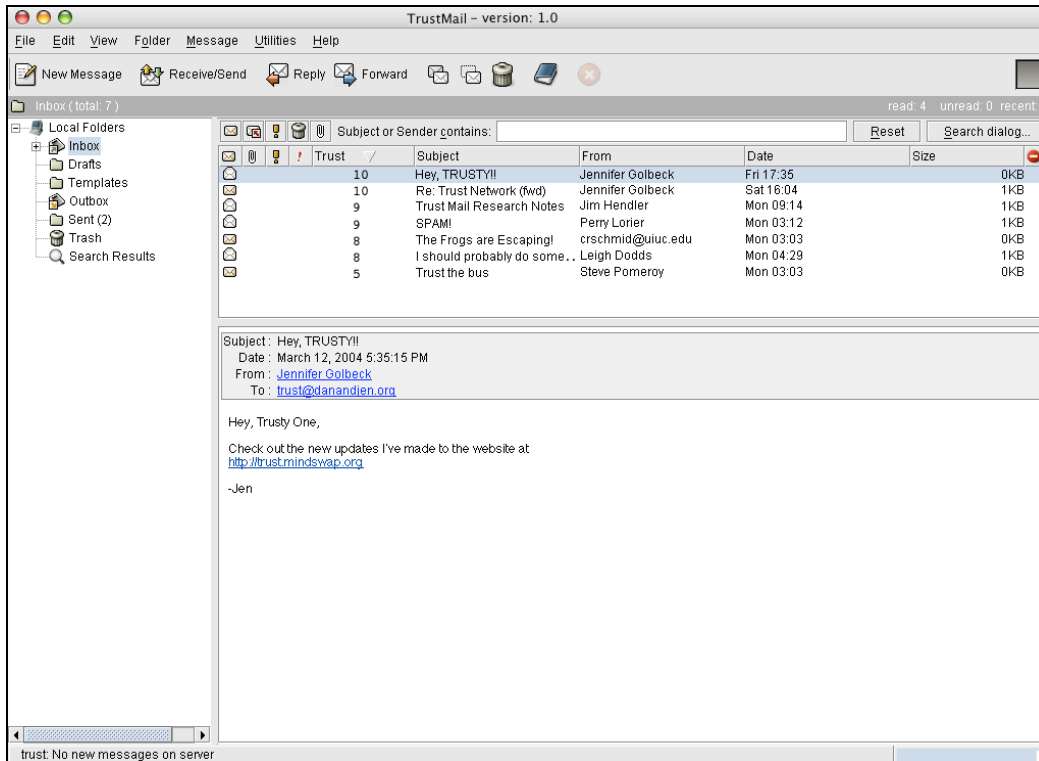 TrustMail – version: 1.0
File Edit View Folder Message Utilities Help
New Message Receive/Send Reply Forward
Inbox ( total: 7 ) read: 4 unread: 0 recent:
Local Folders
Inbox
Drafts
Templates
Outbox
Sent (2)
Trash
Search Results
Subject or Sender contains: Reset Search dialog...
Trust Subject From Date Size
10 Hey, TRUSTY!! Jennifer Golbeck Fri 17:35 0KB
10 Re: Trust Network (fwd) Jennifer Golbeck Sat 16:04 1KB
9 Trust Mail Research Notes Jim Hendler Mon 09:14 1KB
9 SPAM! Perry Lorier Mon 03:12 1KB
8 The Frogs are Escaping! crschmid@uiuc.edu Mon 03:03 0KB
8 I should probably do some.. Leigh Dodds Mon 04:29 1KB
5 Trust the bus Steve Pomeroy Mon 03:03 0KB
Subject : Hey, TRUSTY!!
Date : March 12, 2004 5:35:15 PM
From : Jennifer Golbeck
To : trust@danandjen.org
Hey, Trusty One,
Check out the new updates I've made to the website at
http://trust.mindswap.org
-Jen
trust: No new messages on server